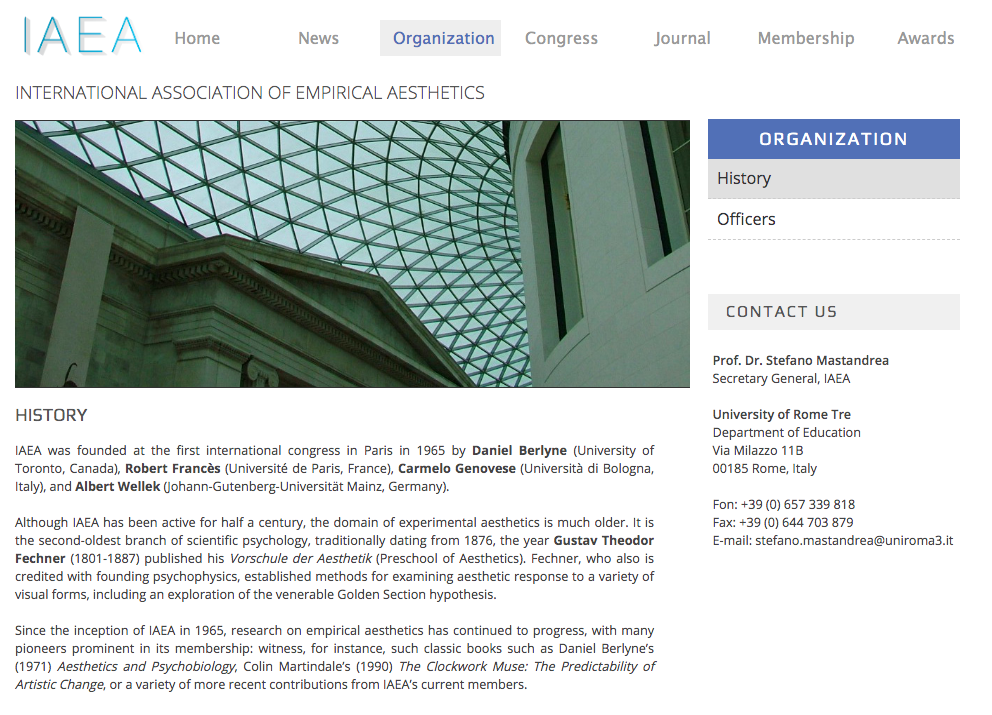 IAEA
Home News Organization Congress Journal Membership Awards
INTERNATIONAL ASSOCIATION OF EMPIRICAL AESTHETICS
ORGANIZATION
History
Officers
CONTACT US
Prof. Dr. Stefano Mastandrea
Secretary General, IAEA
University of Rome Tre
Department of Education
Via Milazzo 11B
00185 Rome, Italy
Fon: +39 (0) 657 339 818
Fax: +39 (0) 644 703 879
E-mail: stefano.mastandrea@uniroma3.it
HISTORY
IAEA was founded at the first international congress in Paris in 1965 by Daniel Berlyne (University of
Toronto, Canada), Robert Francès (Université de Paris, France), Carmelo Genovese (Università di Bologna,
Italy), and Albert Wellek (Johann-Gutenberg-Universität Mainz, Germany).
Although IAEA has been active for half a century, the domain of experimental aesthetics is much older. It is
the second-oldest branch of scientific psychology, traditionally dating from 1876, the year Gustav Theodor
Fechner (1801-1887) published his Vorschule der Aesthetik (Preschool of Aesthetics). Fechner, who also is
credited with founding psychophysics, established methods for examining aesthetic response to a variety of
visual forms, including an exploration of the venerable Golden Section hypothesis.
Since the inception of IAEA in 1965, research on empirical aesthetics has continued to progress, with many
pioneers prominent in its membership: witness, for instance, such classic books such as Daniel Berlyne's
(1971) Aesthetics and Psychobiology, Colin Martindale's (1990) The Clockwork Muse: The Predictability of
Artistic Change, or a variety of more recent contributions from IAEA's current members.